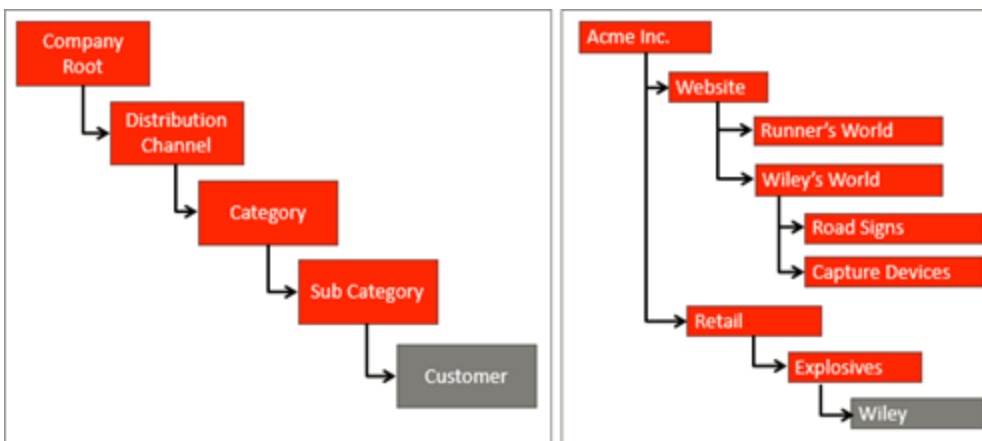 Company
Root
Distribution
Channel
Category
Sub Category
Customer
Acme Inc.
Website
Runner's World
Wiley's World
Road Signs
Capture Devices
Retail
Explosives
Wiley